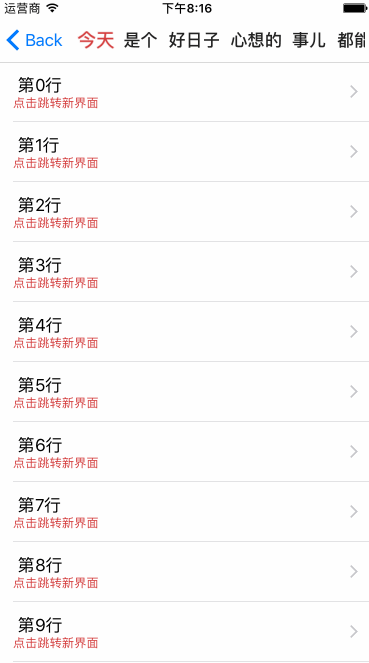 运营商 下午8:16
Back 今天 是个 好日子 心想的 事儿 都能
第0行
点击跳转新界面
第1行
点击跳转新界面
第2行
点击跳转新界面
第3行
点击跳转新界面
第4行
点击跳转新界面
第5行
点击跳转新界面
第6行
点击跳转新界面
第7行
点击跳转新界面
第8行
点击跳转新界面
第9行
点击跳转新界面